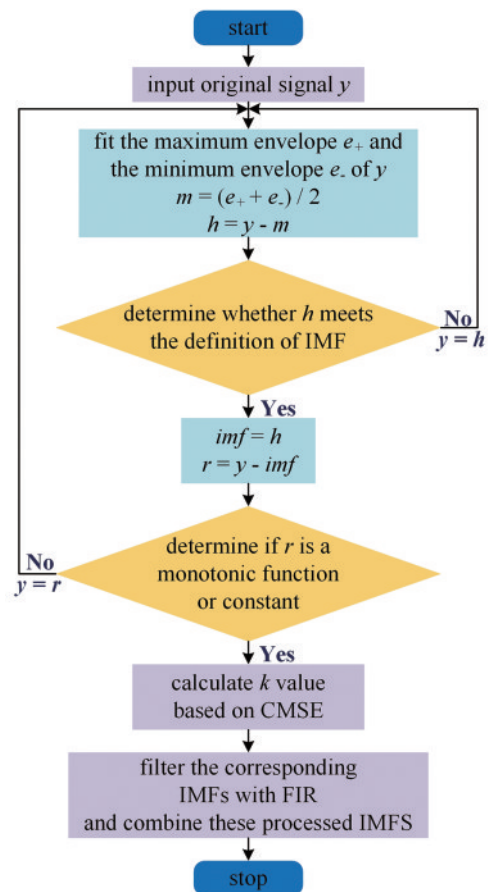 start
input original signal y
fit the maximum envelope e₊ and
the minimum envelope e₋ of y
m = (e₊ + e₋) / 2
h = y - m
determine whether h meets
the definition of IMF
No
y = h
Yes
imf = h
r = y - imf
determine if r is a
monotonic function
or constant
No
y = r
Yes
calculate k value
based on CMSE
filter the corresponding
IMFs with FIR
and combine these processed IMFS
stop